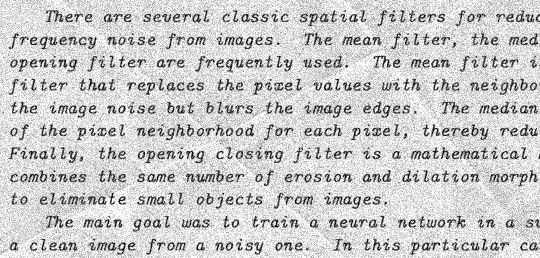 There are several classic spatial filters for reduc
frequency noise from images. The mean filter, the med
opening filter are frequently used. The mean filter i
filter that replaces the pixel values with the neighbo
the image noise but blurs the image edges. The median
of the pixel neighborhood for each pixel, thereby redu
Finally, the opening closing filter is a mathematical
combines the same number of erosion and dilation morph
to eliminate small objects from images.
The main goal was to train a neural network in a su
a clean image from a noisy one. In this particular ca